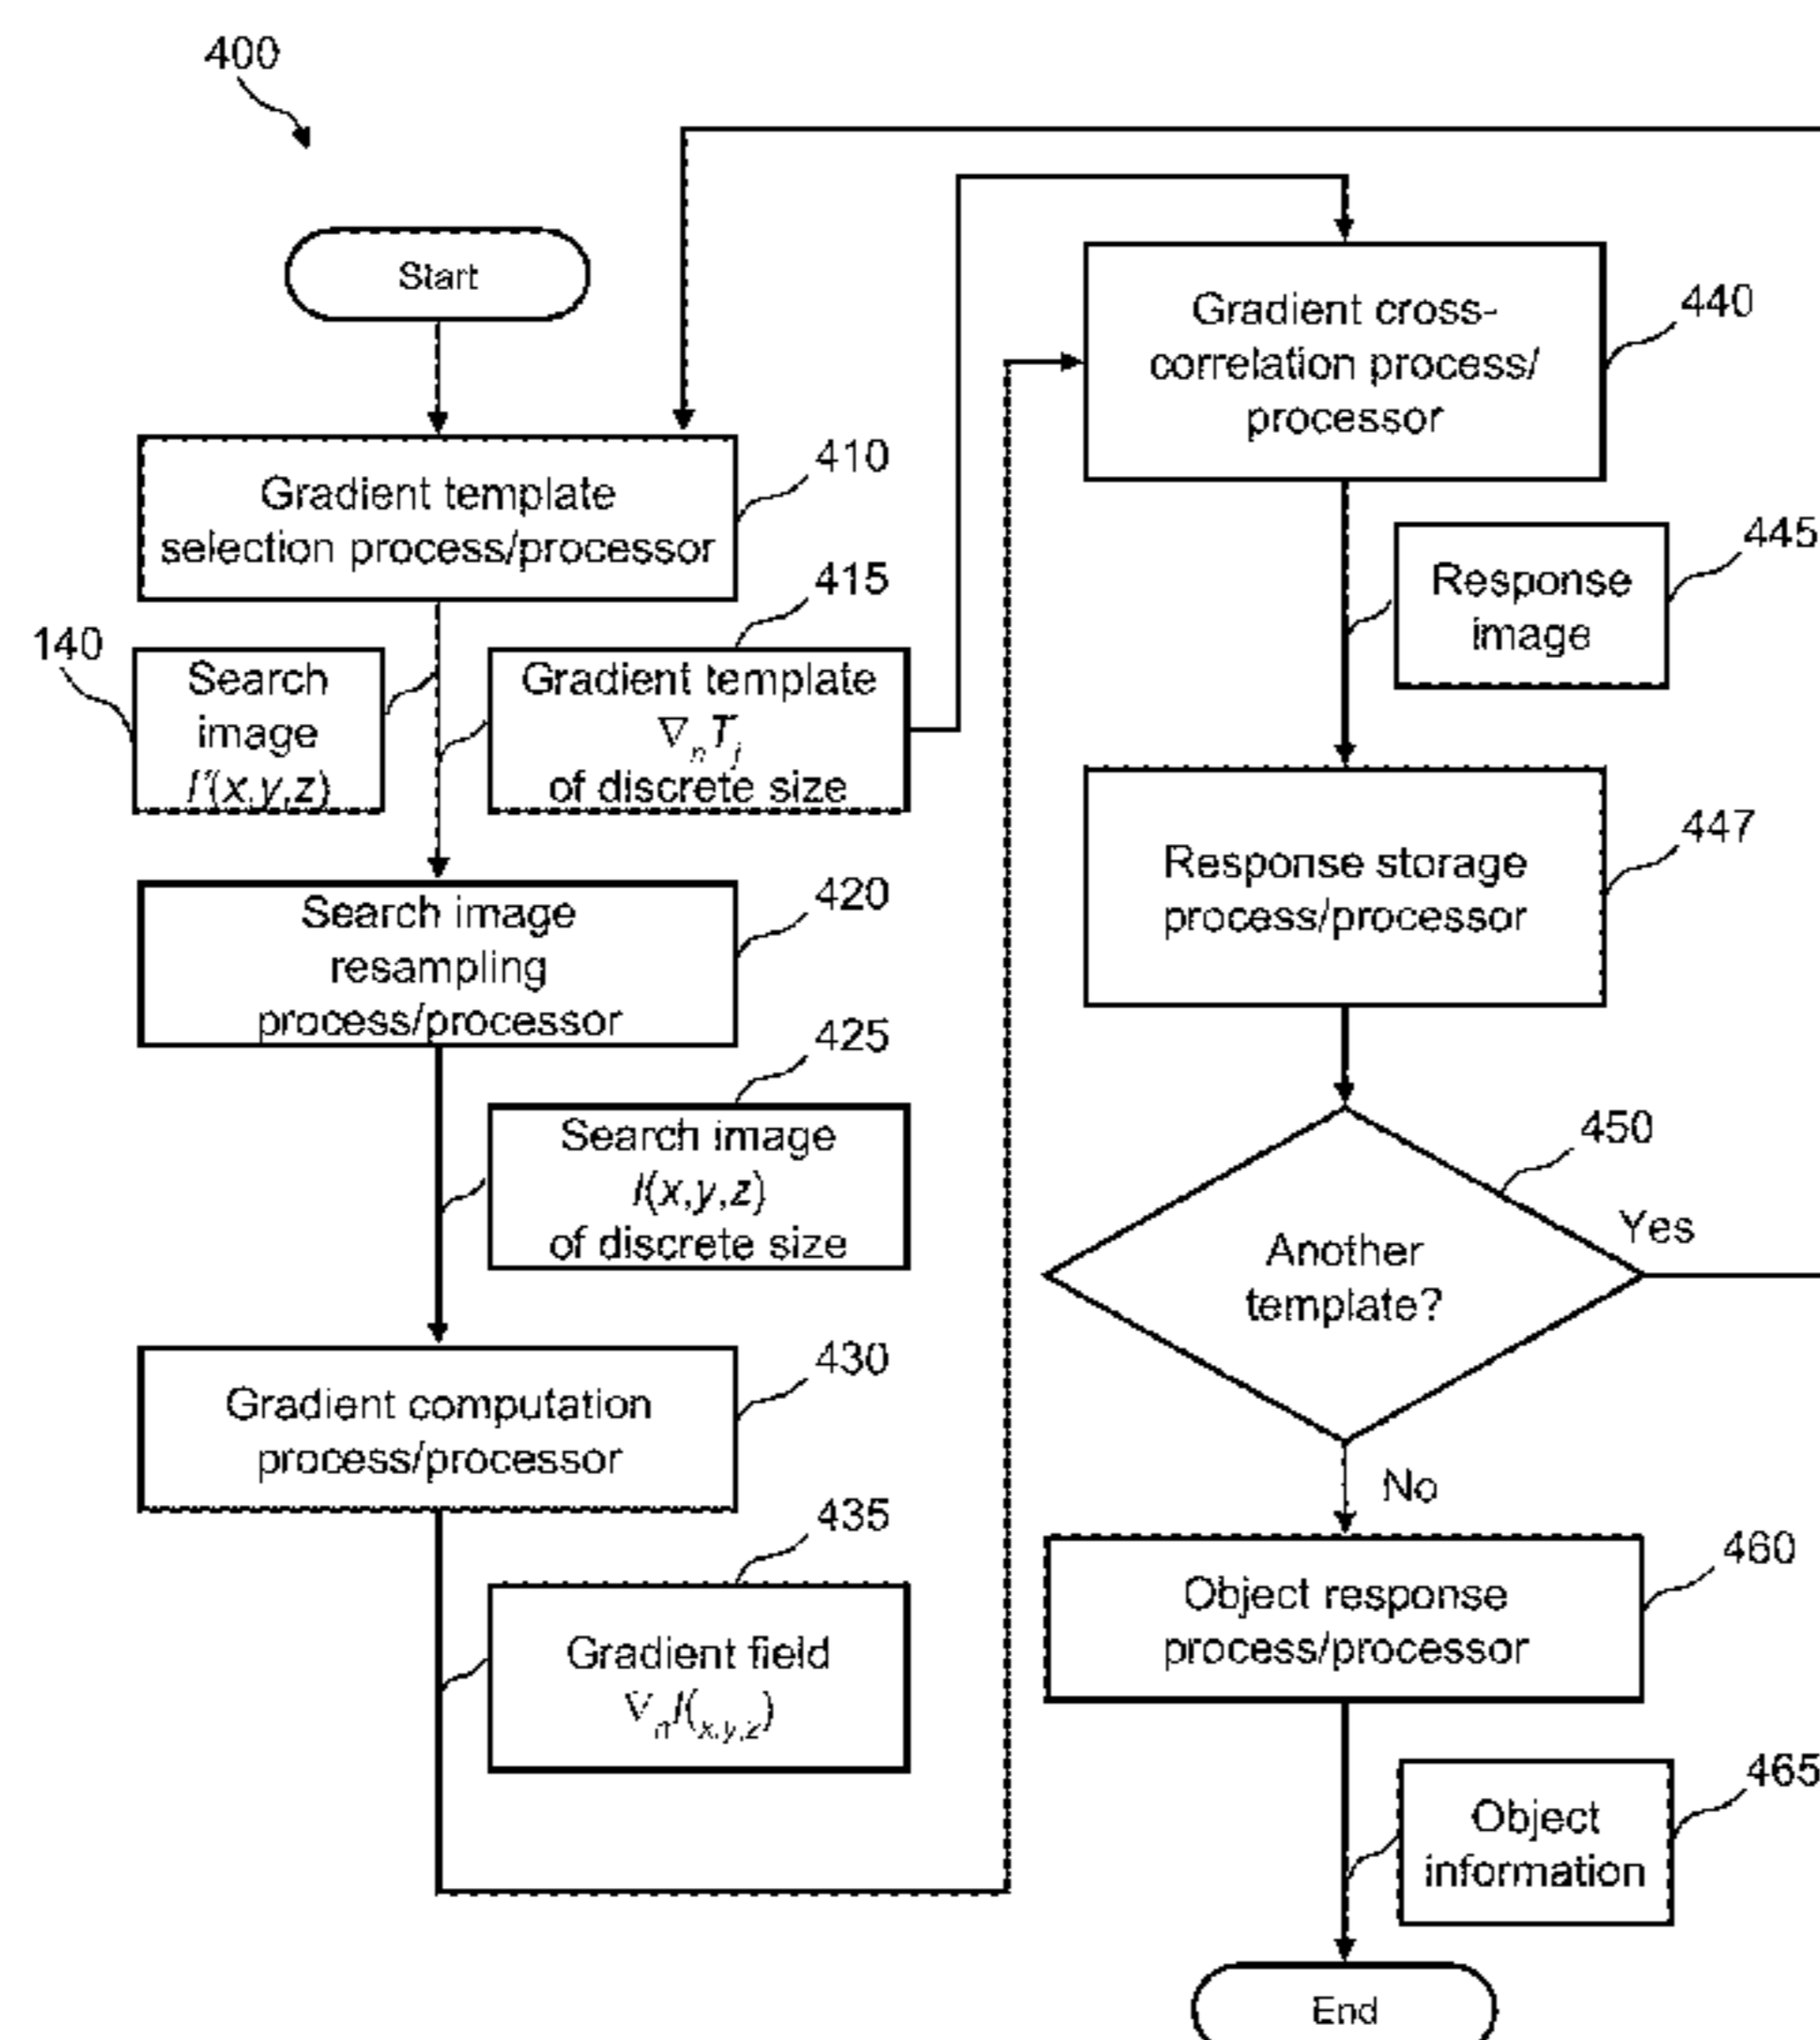 400
Start
Gradient template
selection process/processor
410
415
140
Search
image
I'(x,y,z)
Gradient template
∇nTj
of discrete size
Search image
resampling
process/processor
420
425
Search image
I(x,y,z)
of discrete size
Gradient computation
process/processor
430
435
Gradient field
∇nI(x,y,z)
Gradient cross-
correlation process/
processor
440
445
Response
image
Response storage
process/processor
447
450
Another
template?
Yes
No
Object response
process/processor
460
465
Object
information
End